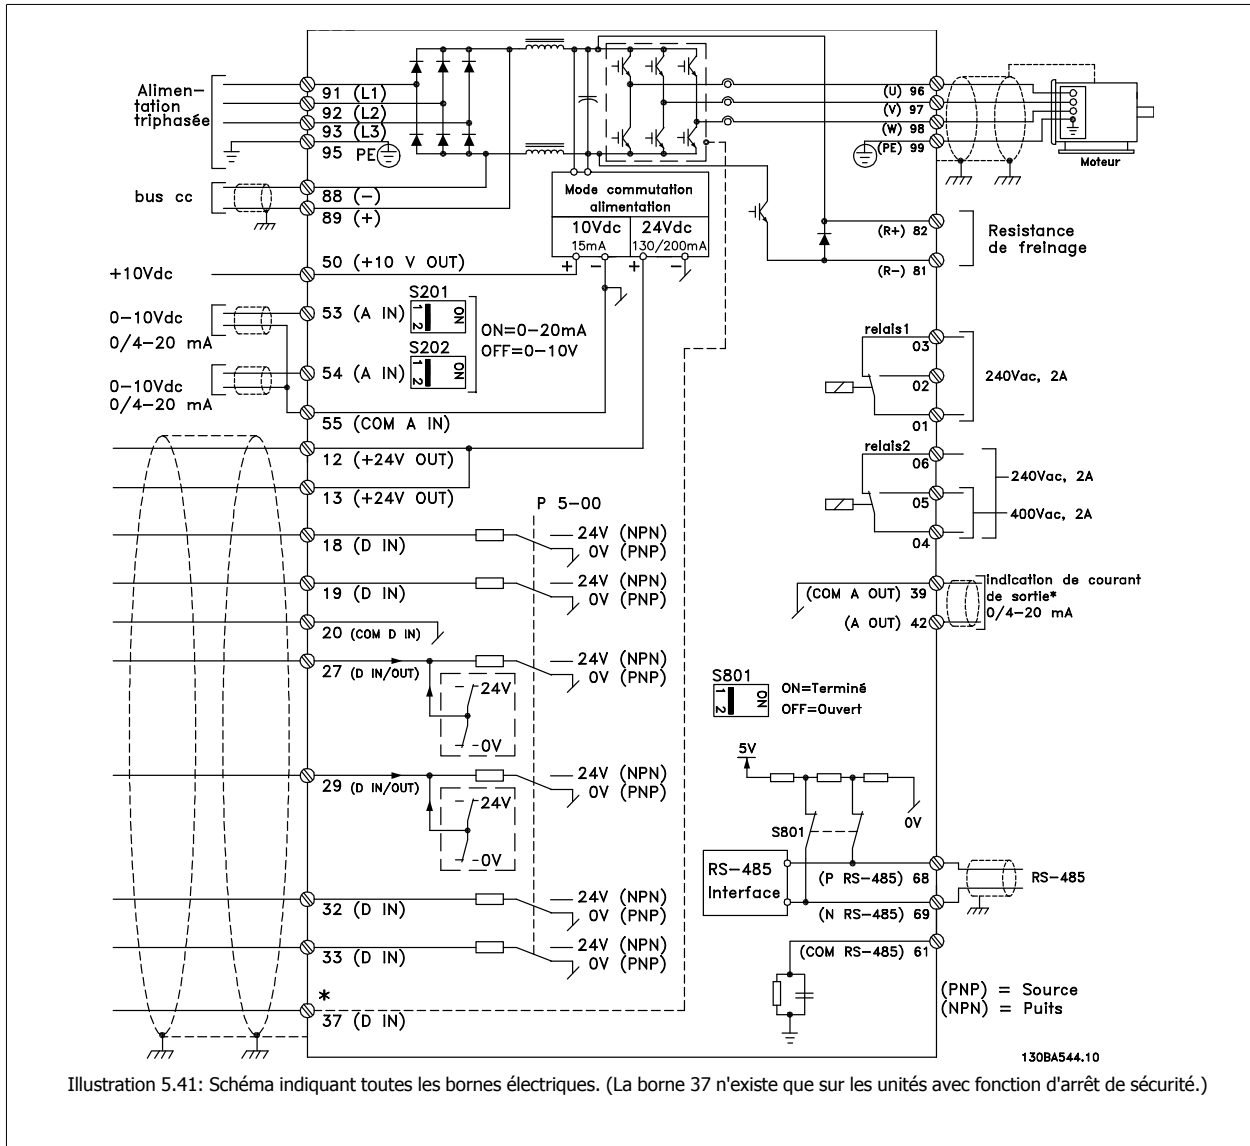 Alimen-
tation
triphasée
91 (L1)
92 (L2)
93 (L3)
95 PE
bus cc
88 (-)
89 (+)
+10Vdc
50 (+10 V OUT)
0-10Vdc
0/4-20 mA
53 (A IN)
S201
1 2
ON
ON=0-20mA
OFF=0-10V
0-10Vdc
0/4-20 mA
54 (A IN)
S202
1 2
ON
55 (COM A IN)
12 (+24V OUT)
13 (+24V OUT)
P 5-00
18 (D IN)
24V (NPN)
0V (PNP)
19 (D IN)
24V (NPN)
0V (PNP)
20 (COM D IN)
27 (D IN/OUT)
24V (NPN)
0V (PNP)
24V
0V
29 (D IN/OUT)
24V (NPN)
0V (PNP)
24V
0V
32 (D IN)
24V (NPN)
0V (PNP)
33 (D IN)
24V (NPN)
0V (PNP)
*
37 (D IN)
Mode commutation
alimentation
10Vdc
15mA
24Vdc
130/200mA
+ - + -
(U) 96
(V) 97
(W) 98
(PE) 99
Moteur
(R+) 82
(R-) 81
Resistance
de freinage
relais1
03
02
01
240Vac, 2A
relais2
06
05
04
240Vac, 2A
400Vac, 2A
(COM A OUT) 39
(A OUT) 42
indication de courant
de sortie*
0/4-20 mA
S801
1 2
ON
ON=Terminé
OFF=Ouvert
5V
0V
S801
RS-485
Interface
(P RS-485) 68
(N RS-485) 69
RS-485
(COM RS-485) 61
(PNP) = Source
(NPN) = Puits
130BA544.10
Illustration 5.41: Schéma indiquant toutes les bornes électriques. (La borne 37 n'existe que sur les unités avec fonction d'arrêt de sécurité.)